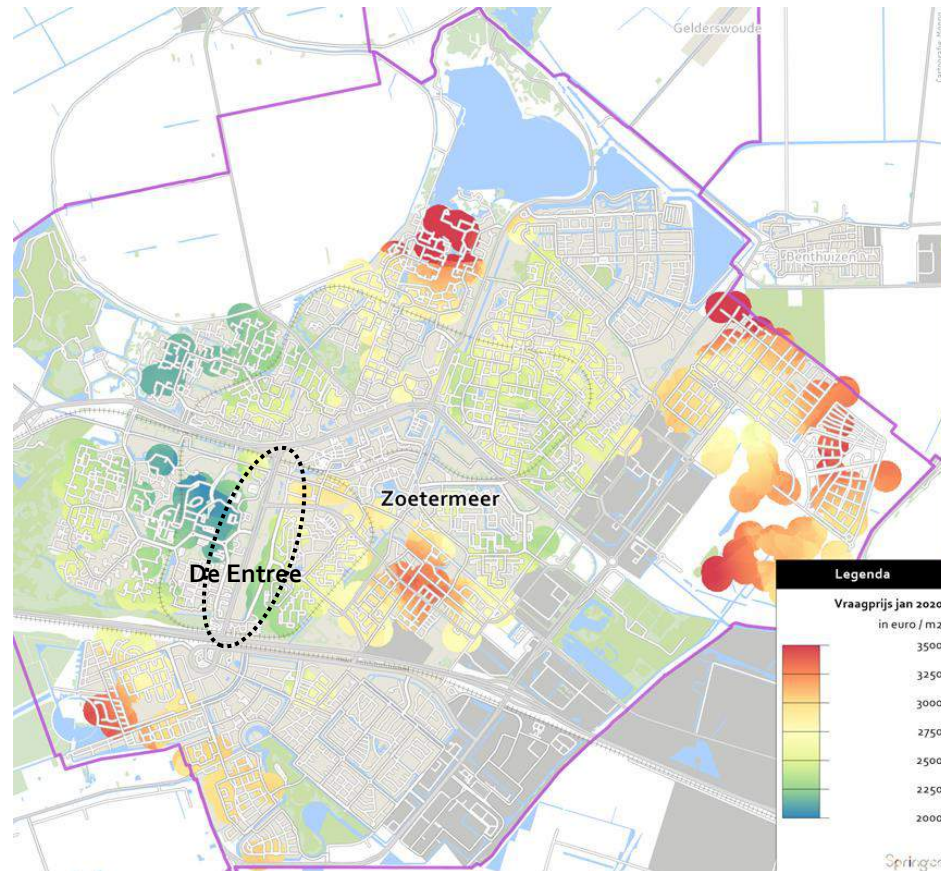 Gelderswoude
Benthuizen
Zoetermeer
De Entree
Legenda
Vraagprijs jan 2020
in euro / m2
3500
3250
3000
2750
2500
2250
2000
Springco